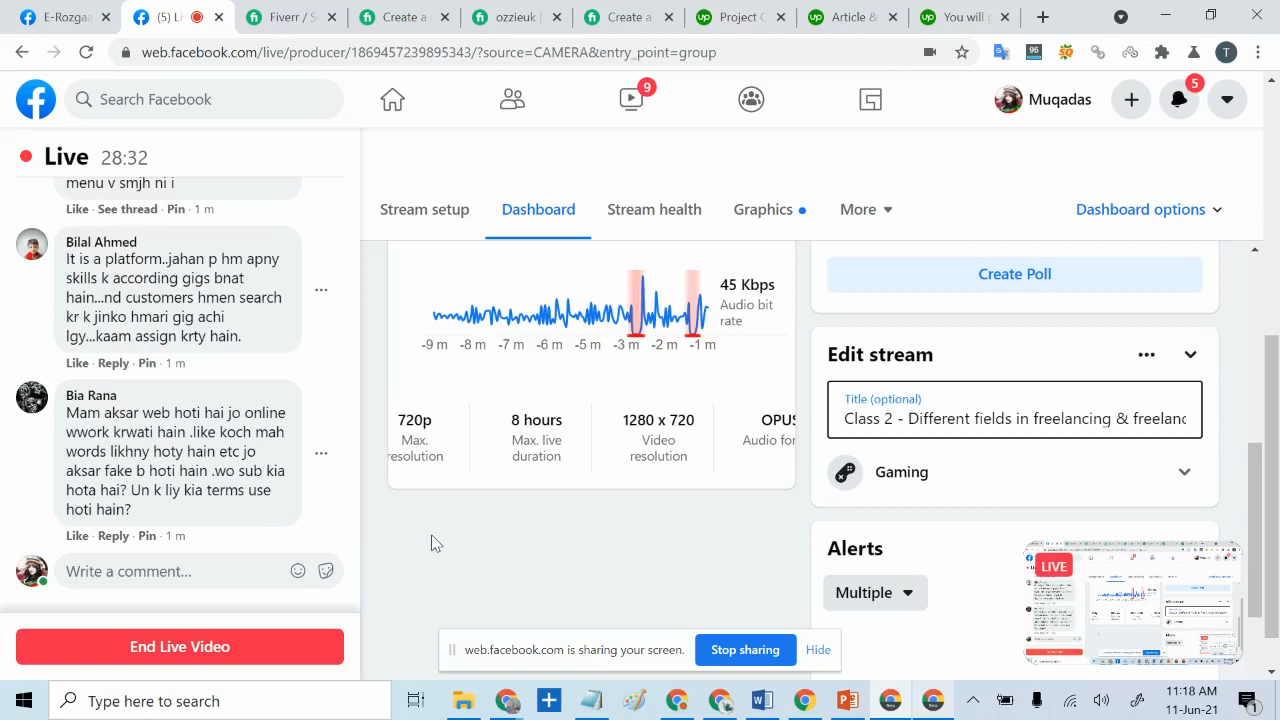 E-Rozgaa
(5) Li
Fiverr / S
Create a
ozzieuk
Create a
Project C
Article &
You will
web.facebook.com/live/producer/1869457239895343/?source=CAMERA&entry_point=group
96
T
Search Facebook
9
Muqadas
5
Live 28:32
menu v smjh ni i
Like · See thread · Pin · 1 m
Bilal Ahmed
It is a platform..jahan p hm apny
skills k according gigs bnat
hain...nd customers hmen search
kr k jinko hmari gig achi
lgy...kaam assign krty hain.
Like · Reply · Pin · 1 m
Bia Rana
Mam aksar web hoti hai jo online
wwork krwati hain .like koch mah
words likhny hoty hain etc jo
aksar fake b hoti hain .wo sub kia
hota hai? Un k liy kia terms use
hoti hain?
Like · Reply · Pin · 1 m
Write a comment...
End Live Video
Stream setup
Dashboard
Stream health
Graphics
More
Dashboard options
45 Kbps
Audio bit
rate
-9 m -8 m -7 m -6 m -5 m -3 m -2 m -1 m
720p
Max.
resolution
8 hours
Max. live
duration
1280 x 720
Video
resolution
OPUS
Audio for
Create Poll
Edit stream
Title (optional)
Class 2 - Different fields in freelancing & freelanc
Gaming
Alerts
Multiple
LIVE
web.facebook.com is sharing your screen.
Stop sharing
Hide
Type here to search
11:18 AM
11-Jun-21
1